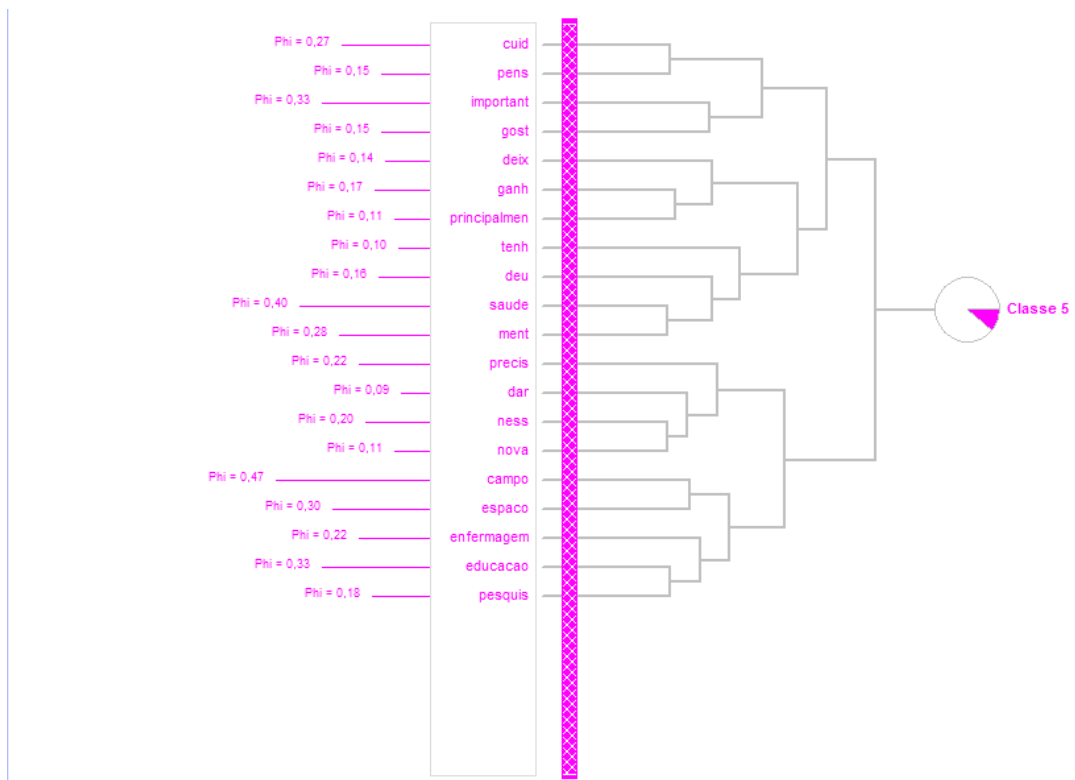 Phi = 0,27 cuid
Phi = 0,15 pens
Phi = 0,33 important
Phi = 0,15 gost
Phi = 0,14 deix
Phi = 0,17 ganh
Phi = 0,11 principalmen
Phi = 0,10 tenh
Phi = 0,16 deu
Phi = 0,40 saude
Classe 5
Phi = 0,28 ment
Phi = 0,22 precis
Phi = 0,09 dar
Phi = 0,20 ness
Phi = 0,11 nova
Phi = 0,47 campo
Phi = 0,30 espaco
Phi = 0,22 enfermagem
Phi = 0,33 educacao
Phi = 0,18 pesquis